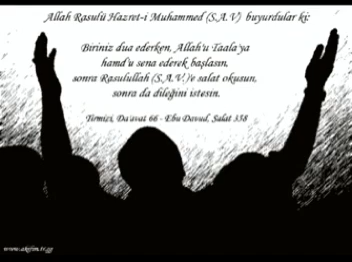 Allah Rasulü Hazret-i Muhammed (S.A.V) buyurdular ki:
Biriniz dua ederken, Allah'u Taala'ya
hamd'u sena ederek başlasın,
sonra Rasulullah (S.A.V.)'e salat okusun,
sonra da dileğini istesin.
Tirmizi, Da'avat 66 - Ebu Davud, Salat 358